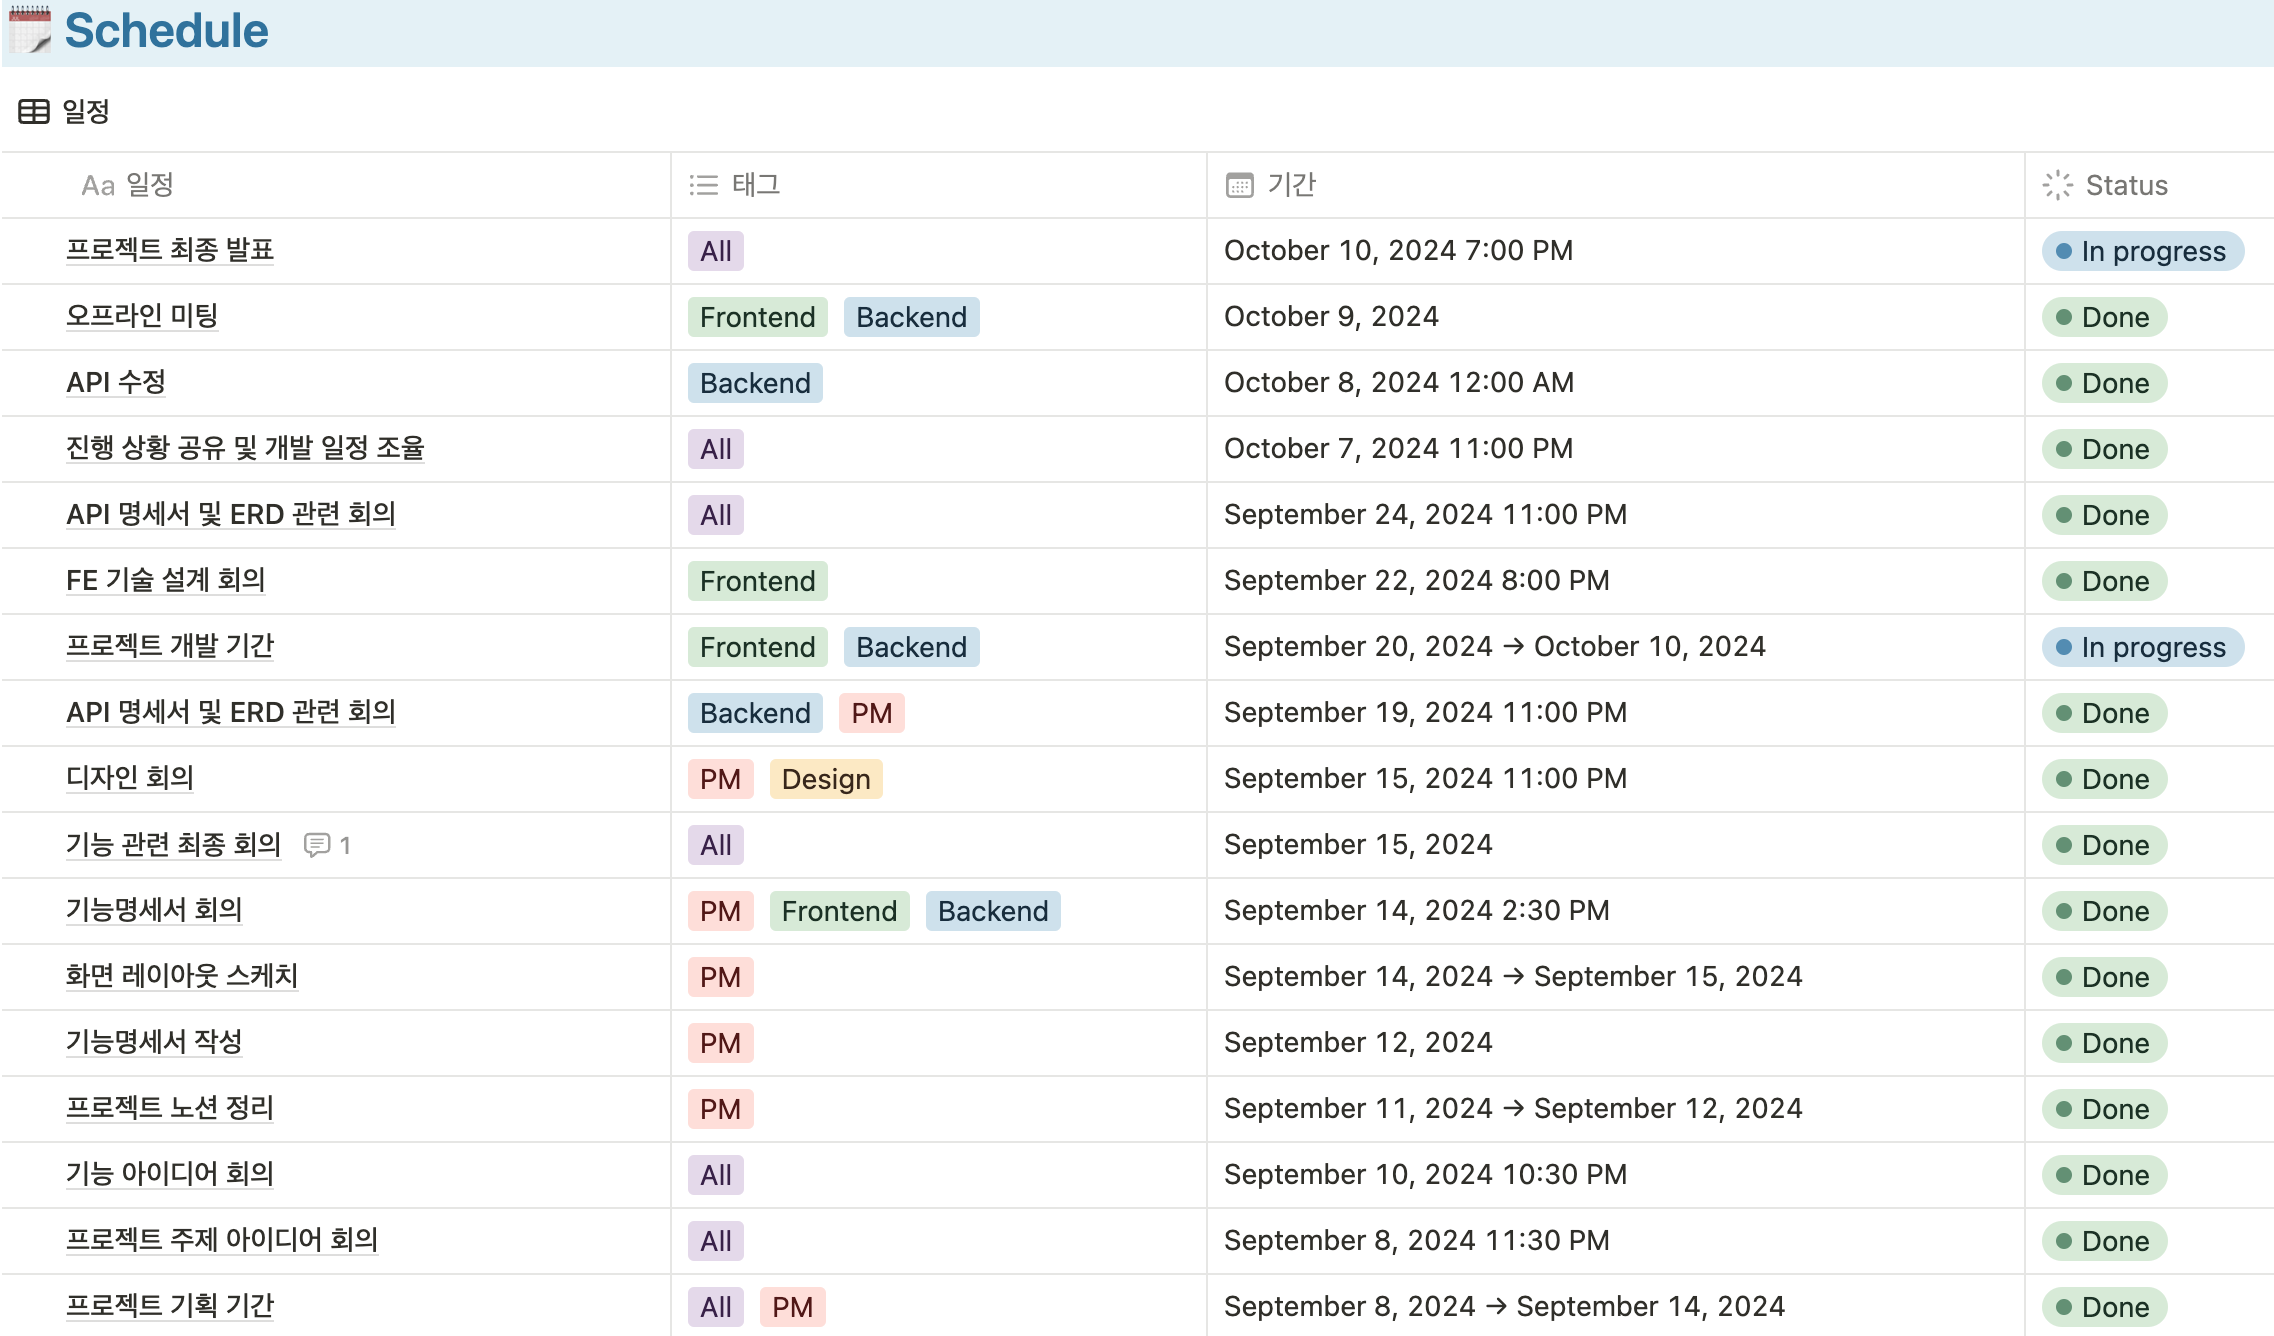 Schedule
일정
Aa 일정 태그 기간 Status
프로젝트 최종 발표 All October 10, 2024 7:00 PM In progress
오프라인 미팅 Frontend Backend October 9, 2024 Done
API 수정 Backend October 8, 2024 12:00 AM Done
진행 상황 공유 및 개발 일정 조율 All October 7, 2024 11:00 PM Done
API 명세서 및 ERD 관련 회의 All September 24, 2024 11:00 PM Done
FE 기술 설계 회의 Frontend September 22, 2024 8:00 PM Done
프로젝트 개발 기간 Frontend Backend September 20, 2024 → October 10, 2024 In progress
API 명세서 및 ERD 관련 회의 Backend PM September 19, 2024 11:00 PM Done
디자인 회의 PM Design September 15, 2024 11:00 PM Done
기능 관련 최종 회의 1 All September 15, 2024 Done
기능명세서 회의 PM Frontend Backend September 14, 2024 2:30 PM Done
화면 레이아웃 스케치 PM September 14, 2024 → September 15, 2024 Done
기능명세서 작성 PM September 12, 2024 Done
프로젝트 노션 정리 PM September 11, 2024 → September 12, 2024 Done
기능 아이디어 회의 All September 10, 2024 10:30 PM Done
프로젝트 주제 아이디어 회의 All September 8, 2024 11:30 PM Done
프로젝트 기획 기간 All PM September 8, 2024 → September 14, 2024 Done